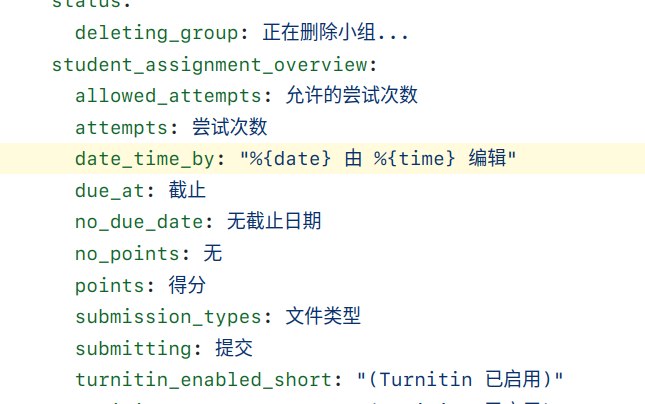 status:
deleting_group: 正在删除小组...
student_assignment_overview:
allowed_attempts: 允许的尝试次数
attempts: 尝试次数
date_time_by: "%{date} 由 %{time} 编辑"
due_at: 截止
no_due_date: 无截止日期
no_points: 无
points: 得分
submission_types: 文件类型
submitting: 提交
turnitin_enabled_short: "(Turnitin 已启用)"